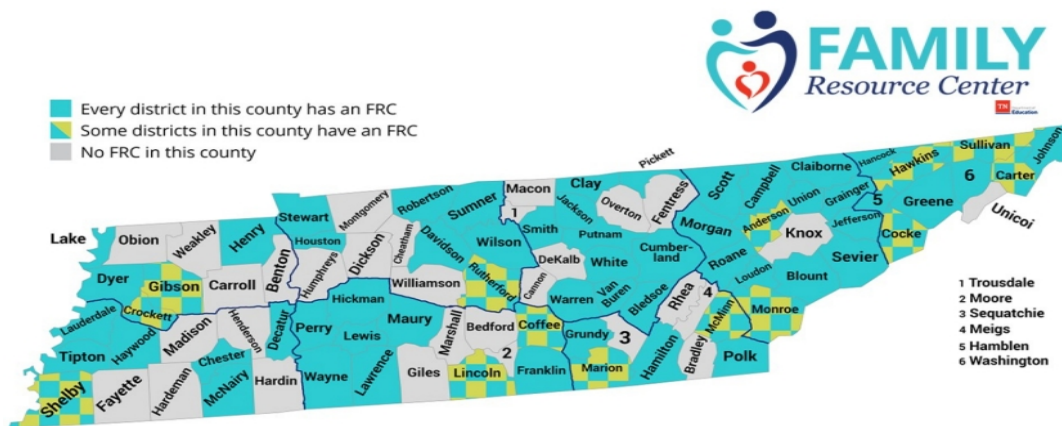 FAMILY
Resource Center
TN Department of
Education
Every district in this county has an FRC
Some districts in this county have an FRC
No FRC in this county
Pickett
Johnson
Sullivan
Hancock
Hawkins
Carter
Claiborne
Campbell
Scott
Union
Grainger
6
Greene
Unicoi
5
Clay
Macon
Fentress
Overton
Jackson
1
Robertson
Sumner
Montgomery
Stewart
Lake
Obion
Weakley
Henry
Houston
Cheatham
Davidson
Wilson
Smith
Putnam
Morgan
Anderson
Knox
Jefferson
Cocke
Sevier
Dickson
Humphreys
Benton
Dyer
Gibson
Carroll
Williamson
Rutherford
DeKalb
Cannon
White
Cumber-
land
Roane
Loudon
Blount
Crockett
Lauderdale
Haywood
Madison
Henderson
Decatur
Hickman
Perry
Lewis
Maury
Marshall
Bedford
Coffee
Warren
Van
Buren
Bledsoe
Rhea
4
McMinn
Monroe
Tipton
Chester
Grundy
3
Hamilton
Bradley
Polk
2
Shelby
Fayette
Hardeman
McNairy
Hardin
Wayne
Lawrence
Giles
Lincoln
Franklin
Marion
1 Trousdale
2 Moore
3 Sequatchie
4 Meigs
5 Hamblen
6 Washington